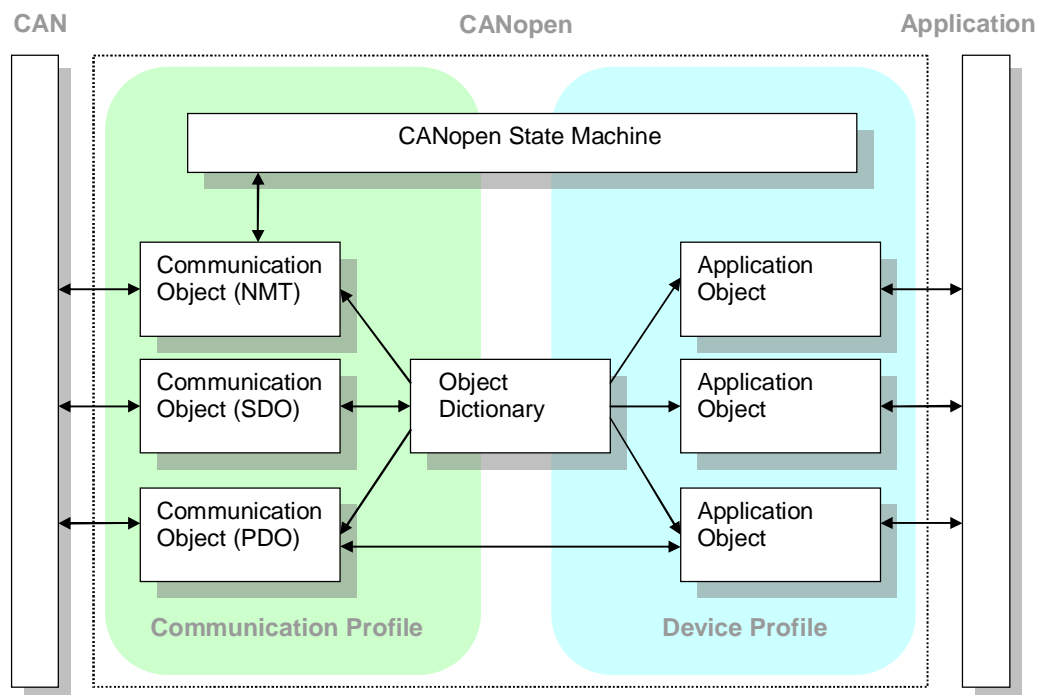 CAN
CANopen
Application
CANopen State Machine
Communication
Object (NMT)
Application
Object
Communication
Object (SDO)
Object
Dictionary
Application
Object
Communication
Object (PDO)
Application
Object
Communication Profile
Device Profile